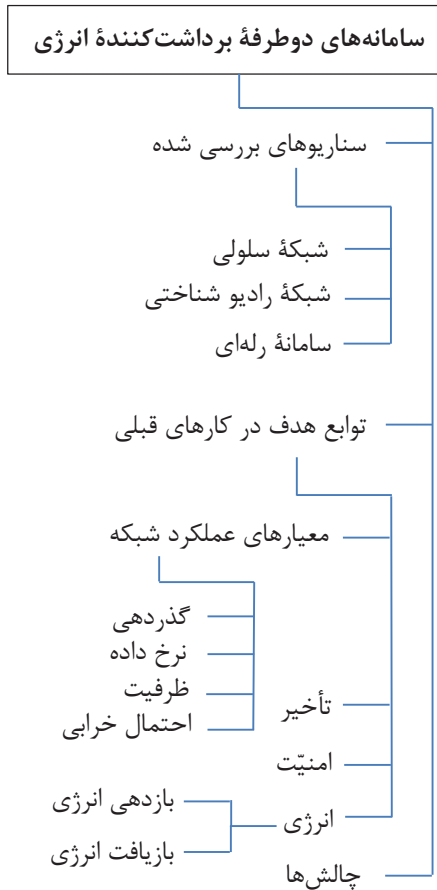 سامانه‌های دوطرفهٔ برداشت‌کنندهٔ انرژی
سناریوهای بررسی شده
شبکهٔ سلولی
شبکهٔ رادیو شناختی
سامانهٔ رله‌ای
توابع هدف در کارهای قبلی
معیارهای عملکرد شبکه
گذردهی
نرخ داده
ظرفیت
احتمال خرابی
تأخیر
امنیّت
انرژی
بازدهی انرژی
بازیافت انرژی
چالش‌ها